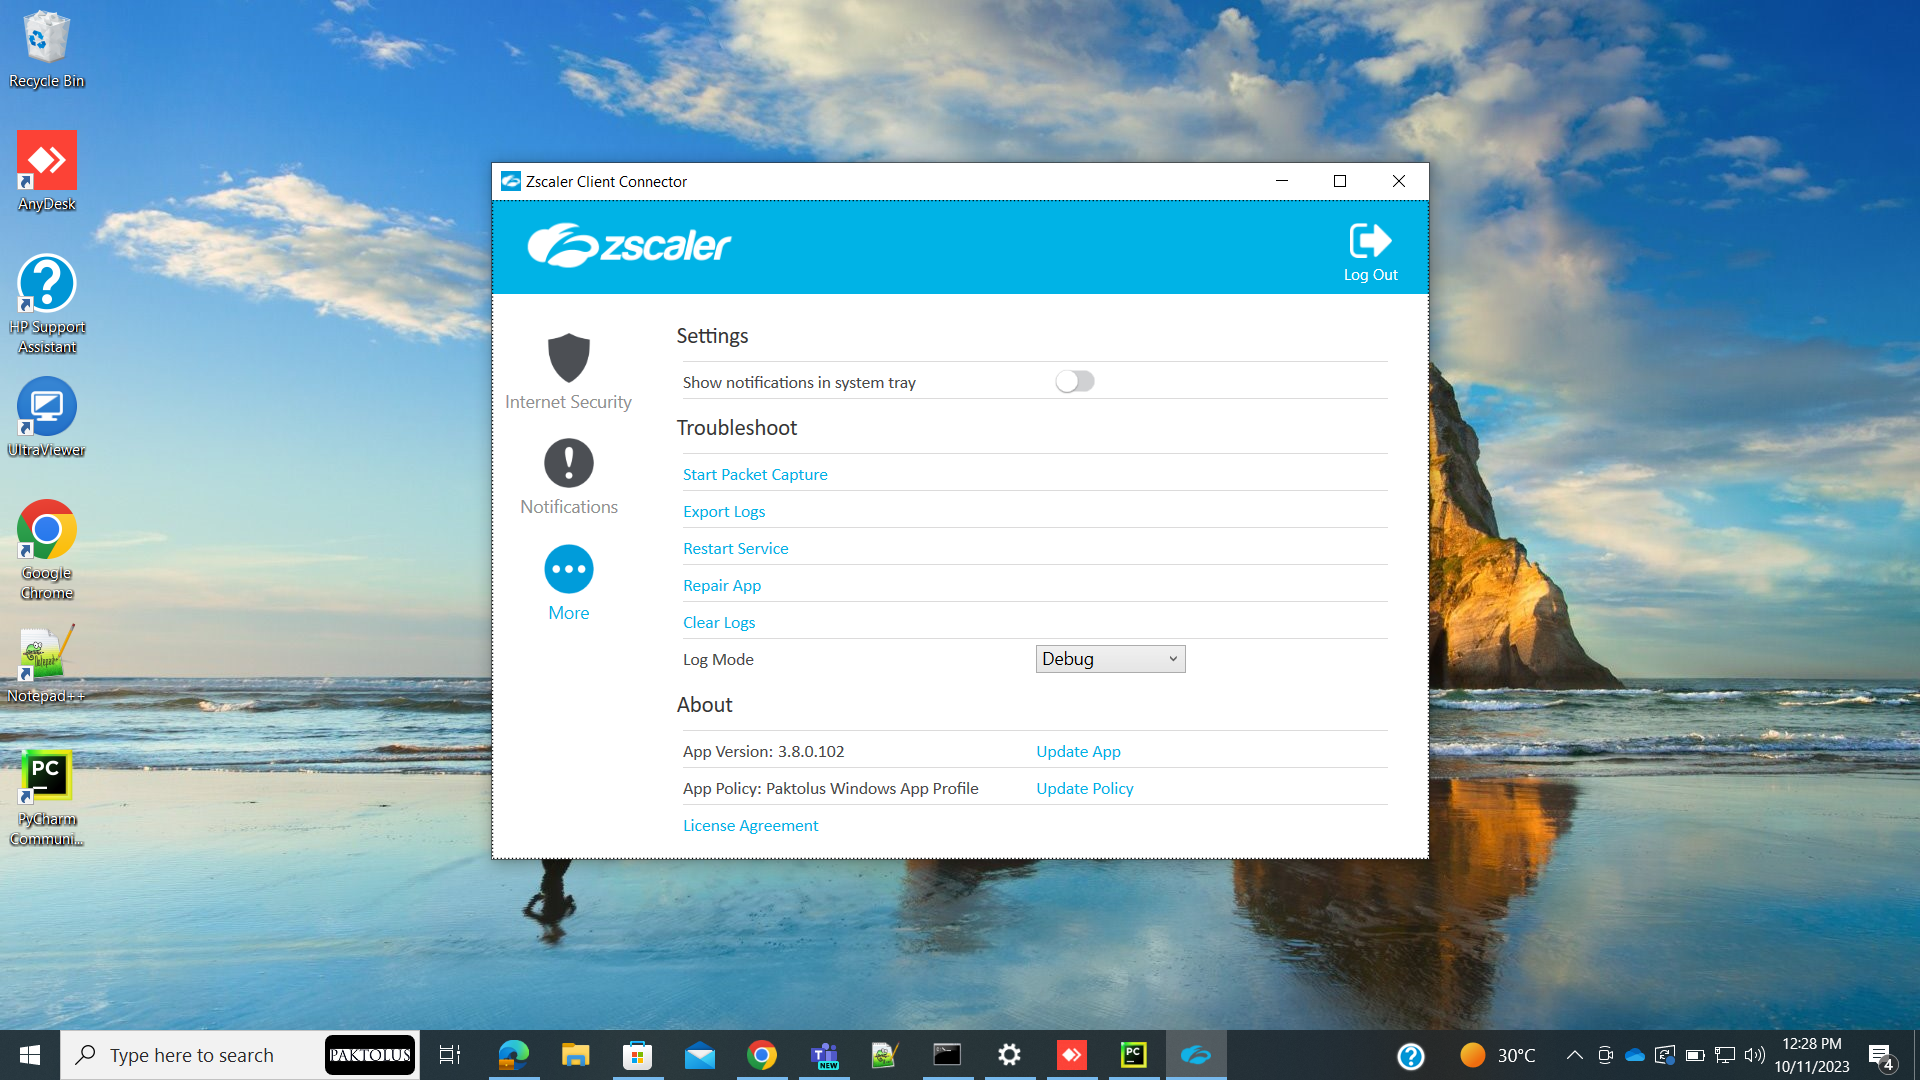 Recycle Bin
AnyDesk
HP Support
Assistant
UltraViewer
Google
Chrome
Notepad++
PC
PyCharm
Communi...
Zscaler Client Connector
zscaler
Log Out
Internet Security
Notifications
More
Settings
Show notifications in system tray
Troubleshoot
Start Packet Capture
Export Logs
Restart Service
Repair App
Clear Logs
Log Mode
Debug
About
App Version: 3.8.0.102
Update App
App Policy: Paktolus Windows App Profile
Update Policy
License Agreement
Type here to search
PAKTOLUS
NEW
PC
30°C
12:28 PM
10/11/2023
4